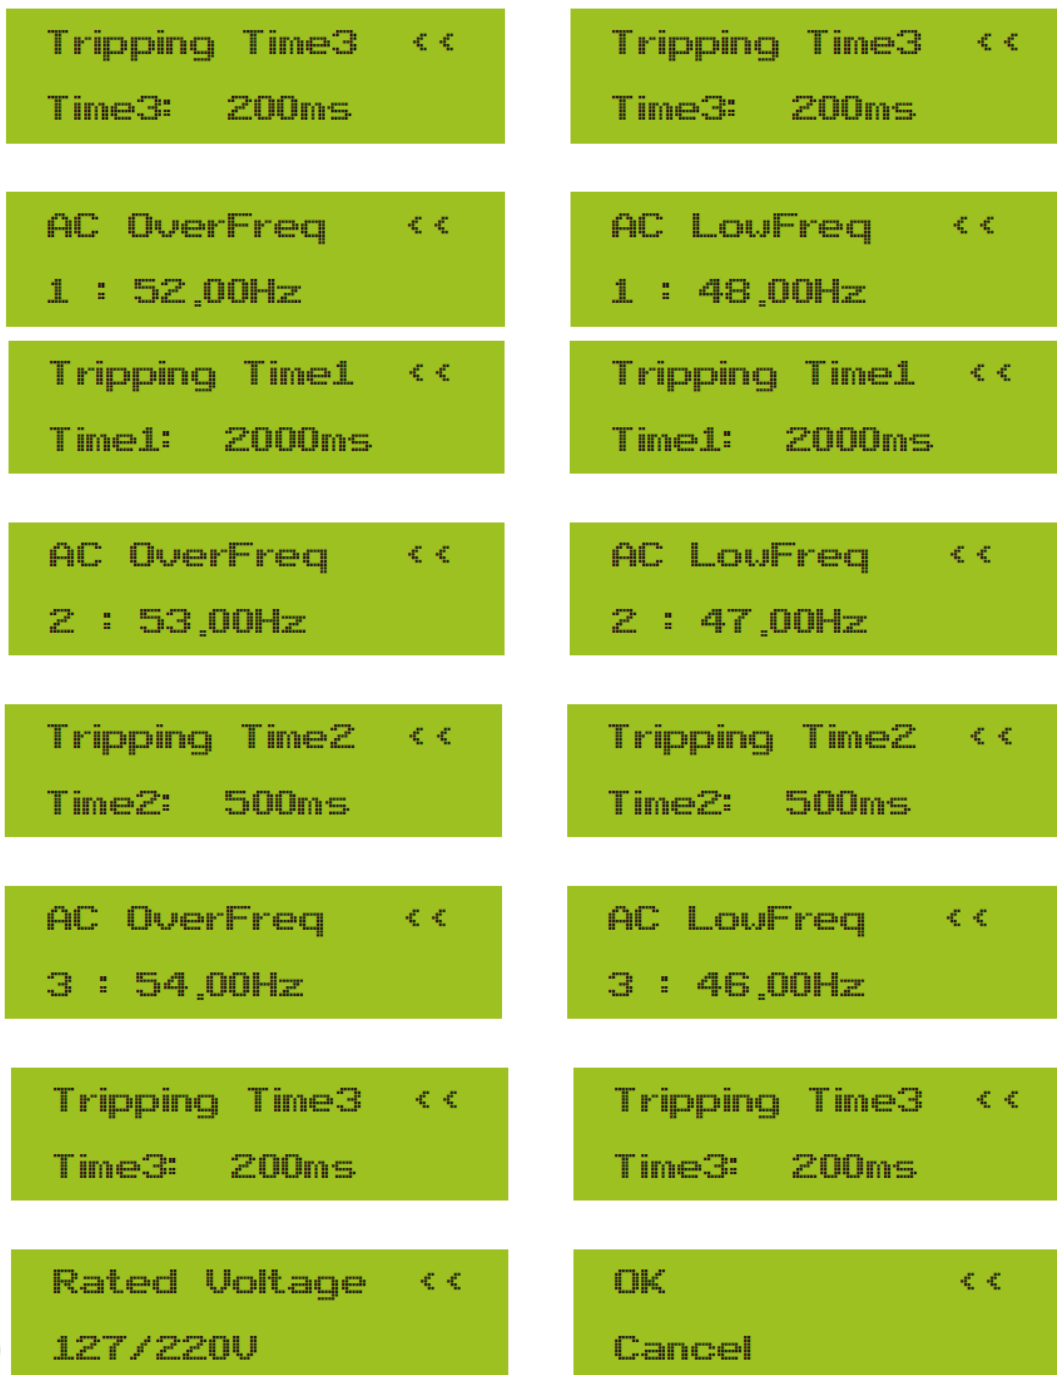 Tripping Time3 <<
Time3: 200ms
Tripping Time3 <<
Time3: 200ms
AC OverFreq <<
1 : 52.00Hz
AC LowFreq <<
1 : 48.00Hz
Tripping Time1 <<
Time1: 2000ms
Tripping Time1 <<
Time1: 2000ms
AC OverFreq <<
2 : 53.00Hz
AC LowFreq <<
2 : 47.00Hz
Tripping Time2 <<
Time2: 500ms
Tripping Time2 <<
Time2: 500ms
AC OverFreq <<
3 : 54.00Hz
AC LowFreq <<
3 : 46.00Hz
Tripping Time3 <<
Time3: 200ms
Tripping Time3 <<
Time3: 200ms
Rated Voltage <<
127/220V
OK <<
Cancel